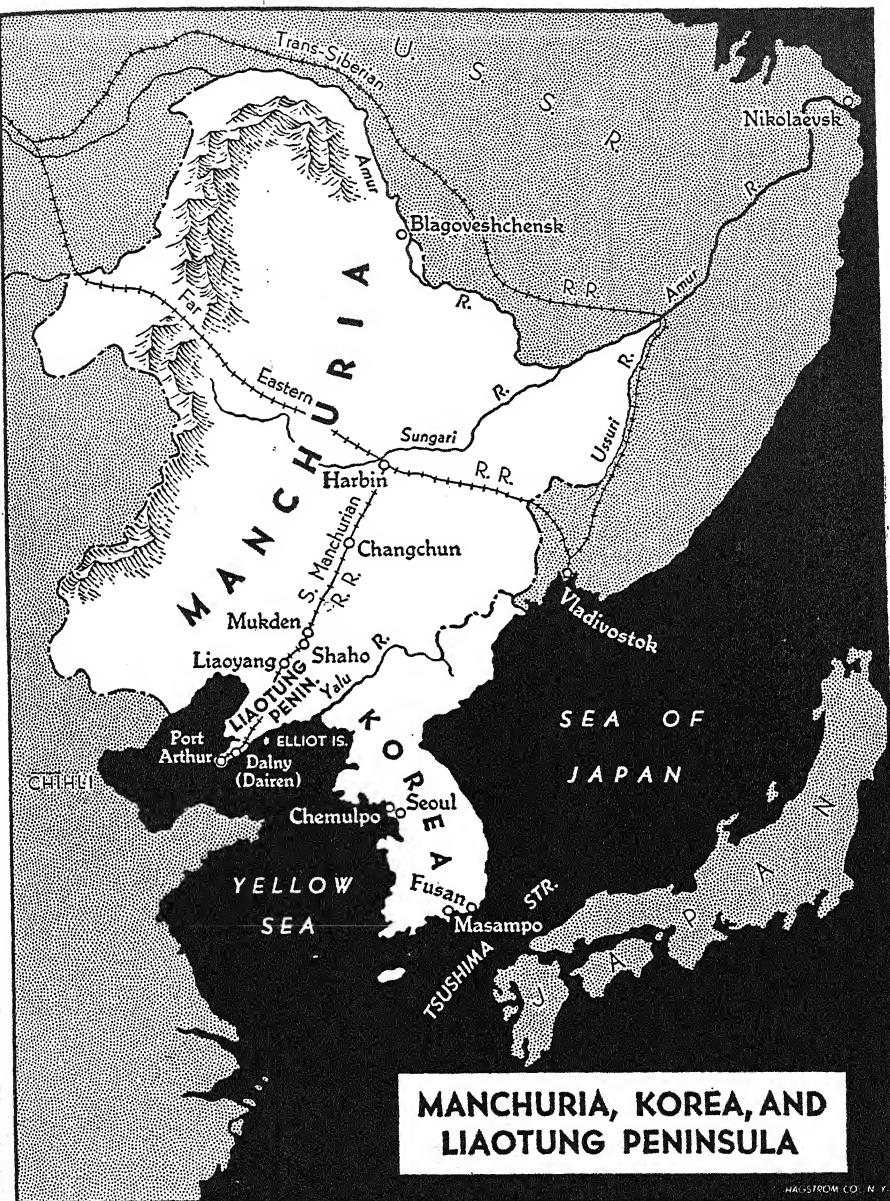 U. S. S. R.
Trans-Siberian
R. R.
Nikolaevsk
Amur
R.
Blagoveshchensk
Amur
R.
Far
Eastern
R. R.
MANCHURIA
Sungari
R.
Ussuri
R.
Harbin
S. Manchurian
R. R.
Changchun
Vladivostok
Mukden
Shaho
Liaoyang
Yalu
R.
LIAOTUNG
PENIN.
ELLIOT IS.
Port
Arthur
Dalny
(Dairen)
CHIHLI
KOREA
SEA OF
JAPAN
Seoul
Chemulpo
YELLOW
SEA
Fusan
Masampo
TSUSHIMA STR.
JAPAN
MANCHURIA, KOREA, AND
LIAOTUNG PENINSULA
HAGSTROM CO. N.Y.